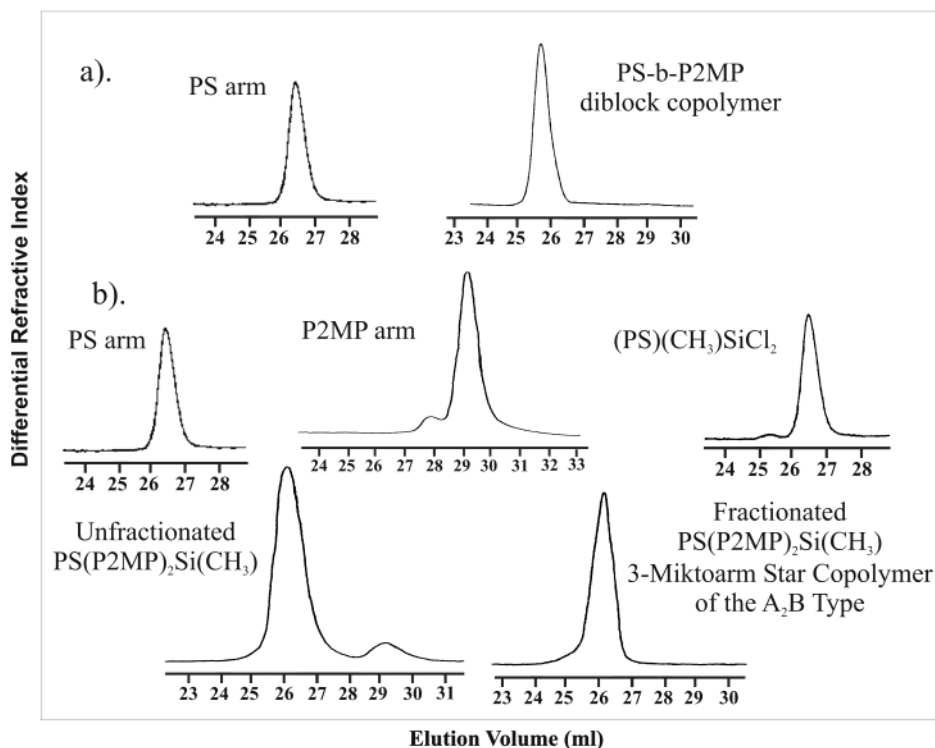 Differential Refractive Index
a).
PS arm
PS-b-P2MP
diblock copolymer
24 25 26 27 28
23 24 25 26 27 28 29 30
b).
PS arm
P2MP arm
(PS)(CH₃)SiCl₂
24 25 26 27 28
24 25 26 27 28 29 30 31 32 33
24 25 26 27 28
Unfractionated
PS(P2MP)₂Si(CH₃)
Fractionated
PS(P2MP)₂Si(CH₃)
3-Miktoarm Star Copolymer
of the A₂B Type
23 24 25 26 27 28 29 30 31
23 24 25 26 27 28 29 30
Elution Volume (ml)